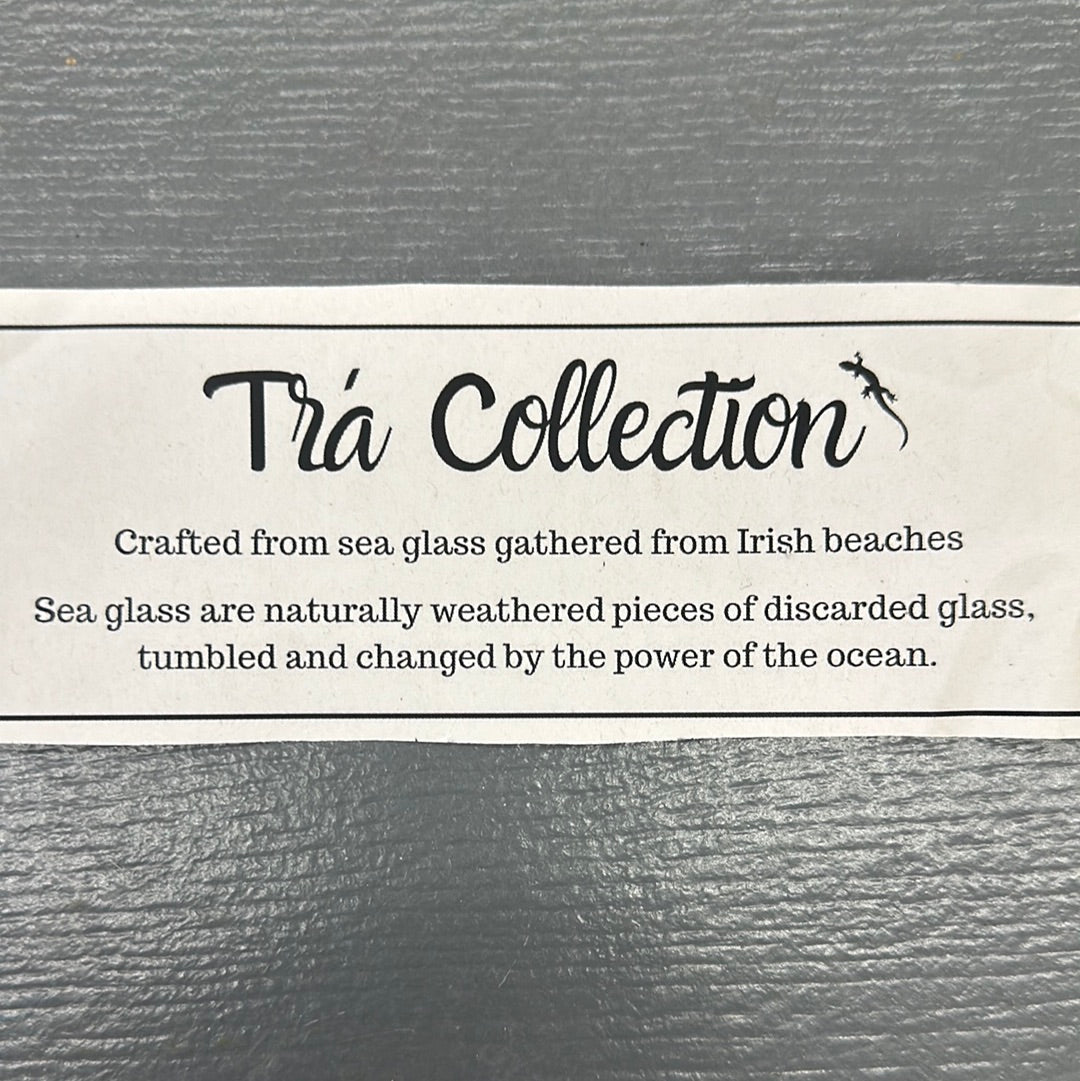 Trá Collection
Crafted from sea glass gathered from Irish beaches
Sea glass are naturally weathered pieces of discarded glass,
tumbled and changed by the power of the ocean.